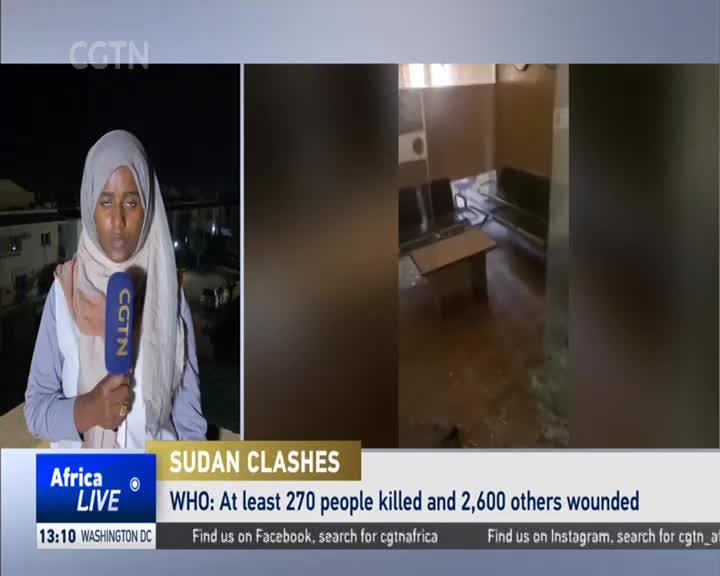 CGTN
CGTN
SUDAN CLASHES
Africa
LIVE
WHO: At least 270 people killed and 2,600 others wounded
13:10 WASHINGTON DC
Find us on Facebook, search for cgtnafrica
Find us on Instagram, search for cgtn_a